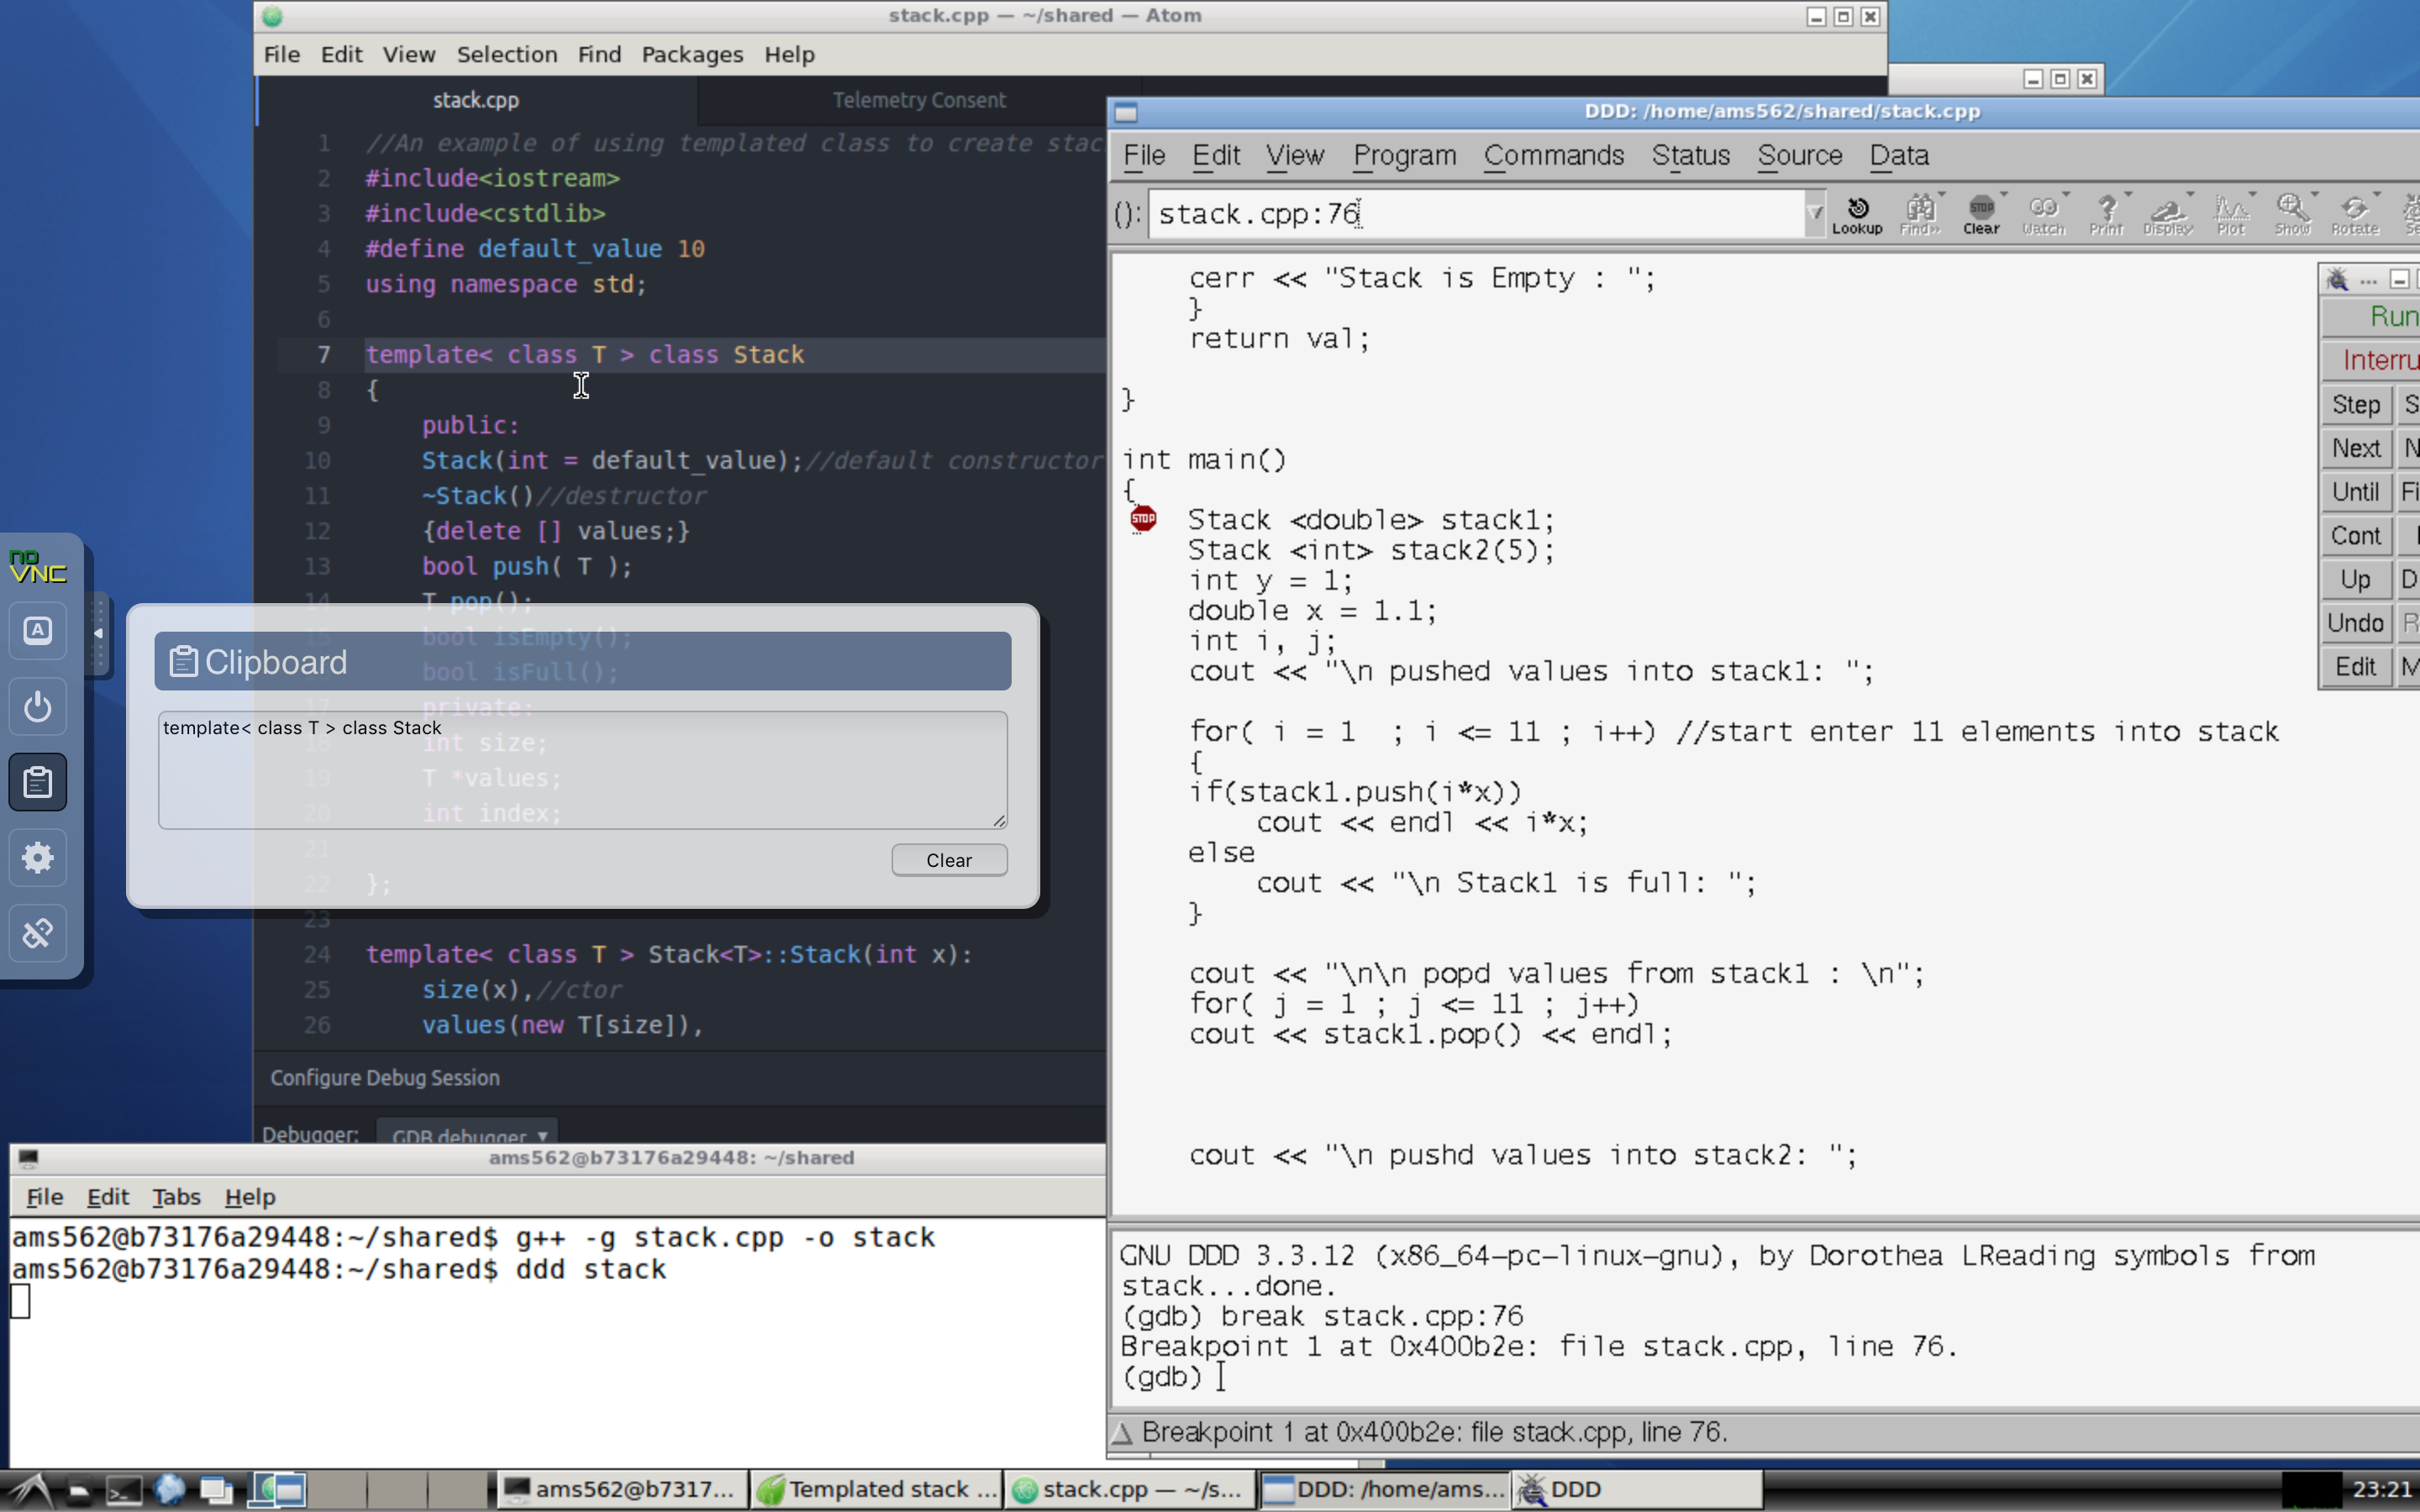 stack.cpp — ~/shared — Atom
File Edit View Selection Find Packages Help
stack.cpp Telemetry Consent
1 //An example of using templated class to create stac
2 #include<iostream>
3 #include<cstdlib>
4 #define default_value 10
5 using namespace std;
6
7 template< class T > class Stack
8 {
9 public:
10 Stack(int = default_value);//default constructor
11 ~Stack()//destructor
12 {delete [] values;}
13 bool push( T );
14 T pop();
15 bool isEmpty();
bool isFull();
17 private:
18 int size;
19 T *values;
20 int index;
21
22 };
23
24 template< class T > Stack<T>::Stack(int x):
25 size(x),//ctor
26 values(new T[size]),
Configure Debug Session
Debugger: GDB debugger
no
VNC
A
Clipboard
template< class T > class Stack
Clear
ams562@b73176a29448: ~/shared
File Edit Tabs Help
ams562@b73176a29448:~/shared$ g++ -g stack.cpp -o stack
ams562@b73176a29448:~/shared$ ddd stack
DDD: /home/ams562/shared/stack.cpp
File Edit View Program Commands Status Source Data
(): stack.cpp:76 Lookup Find>> Clear Watch Print Display Plot Show Rotate
cerr << "Stack is Empty : ";
}
return val;
}
int main()
{
STOP Stack <double> stack1;
Stack <int> stack2(5);
int y = 1;
double x = 1.1;
int i, j;
cout << "\n pushed values into stack1: ";
for( i = 1 ; i <= 11 ; i++) //start enter 11 elements into stack
{
if(stack1.push(i*x))
cout << endl << i*x;
else
cout << "\n Stack1 is full: ";
}
cout << "\n\n popd values from stack1 : \n";
for( j = 1 ; j <= 11 ; j++)
cout << stack1.pop() << endl;
cout << "\n pushd values into stack2: ";
...
Run
Interru
Step S
Next N
Until Fi
Cont
Up D
Undo R
Edit M
GNU DDD 3.3.12 (x86_64-pc-linux-gnu), by Dorothea LReading symbols from
stack...done.
(gdb) break stack.cpp:76
Breakpoint 1 at 0x400b2e: file stack.cpp, line 76.
(gdb)
Breakpoint 1 at 0x400b2e: file stack.cpp, line 76.
ams562@b7317... Templated stack ... stack.cpp — ~/s... DDD: /home/ams... DDD 23:21